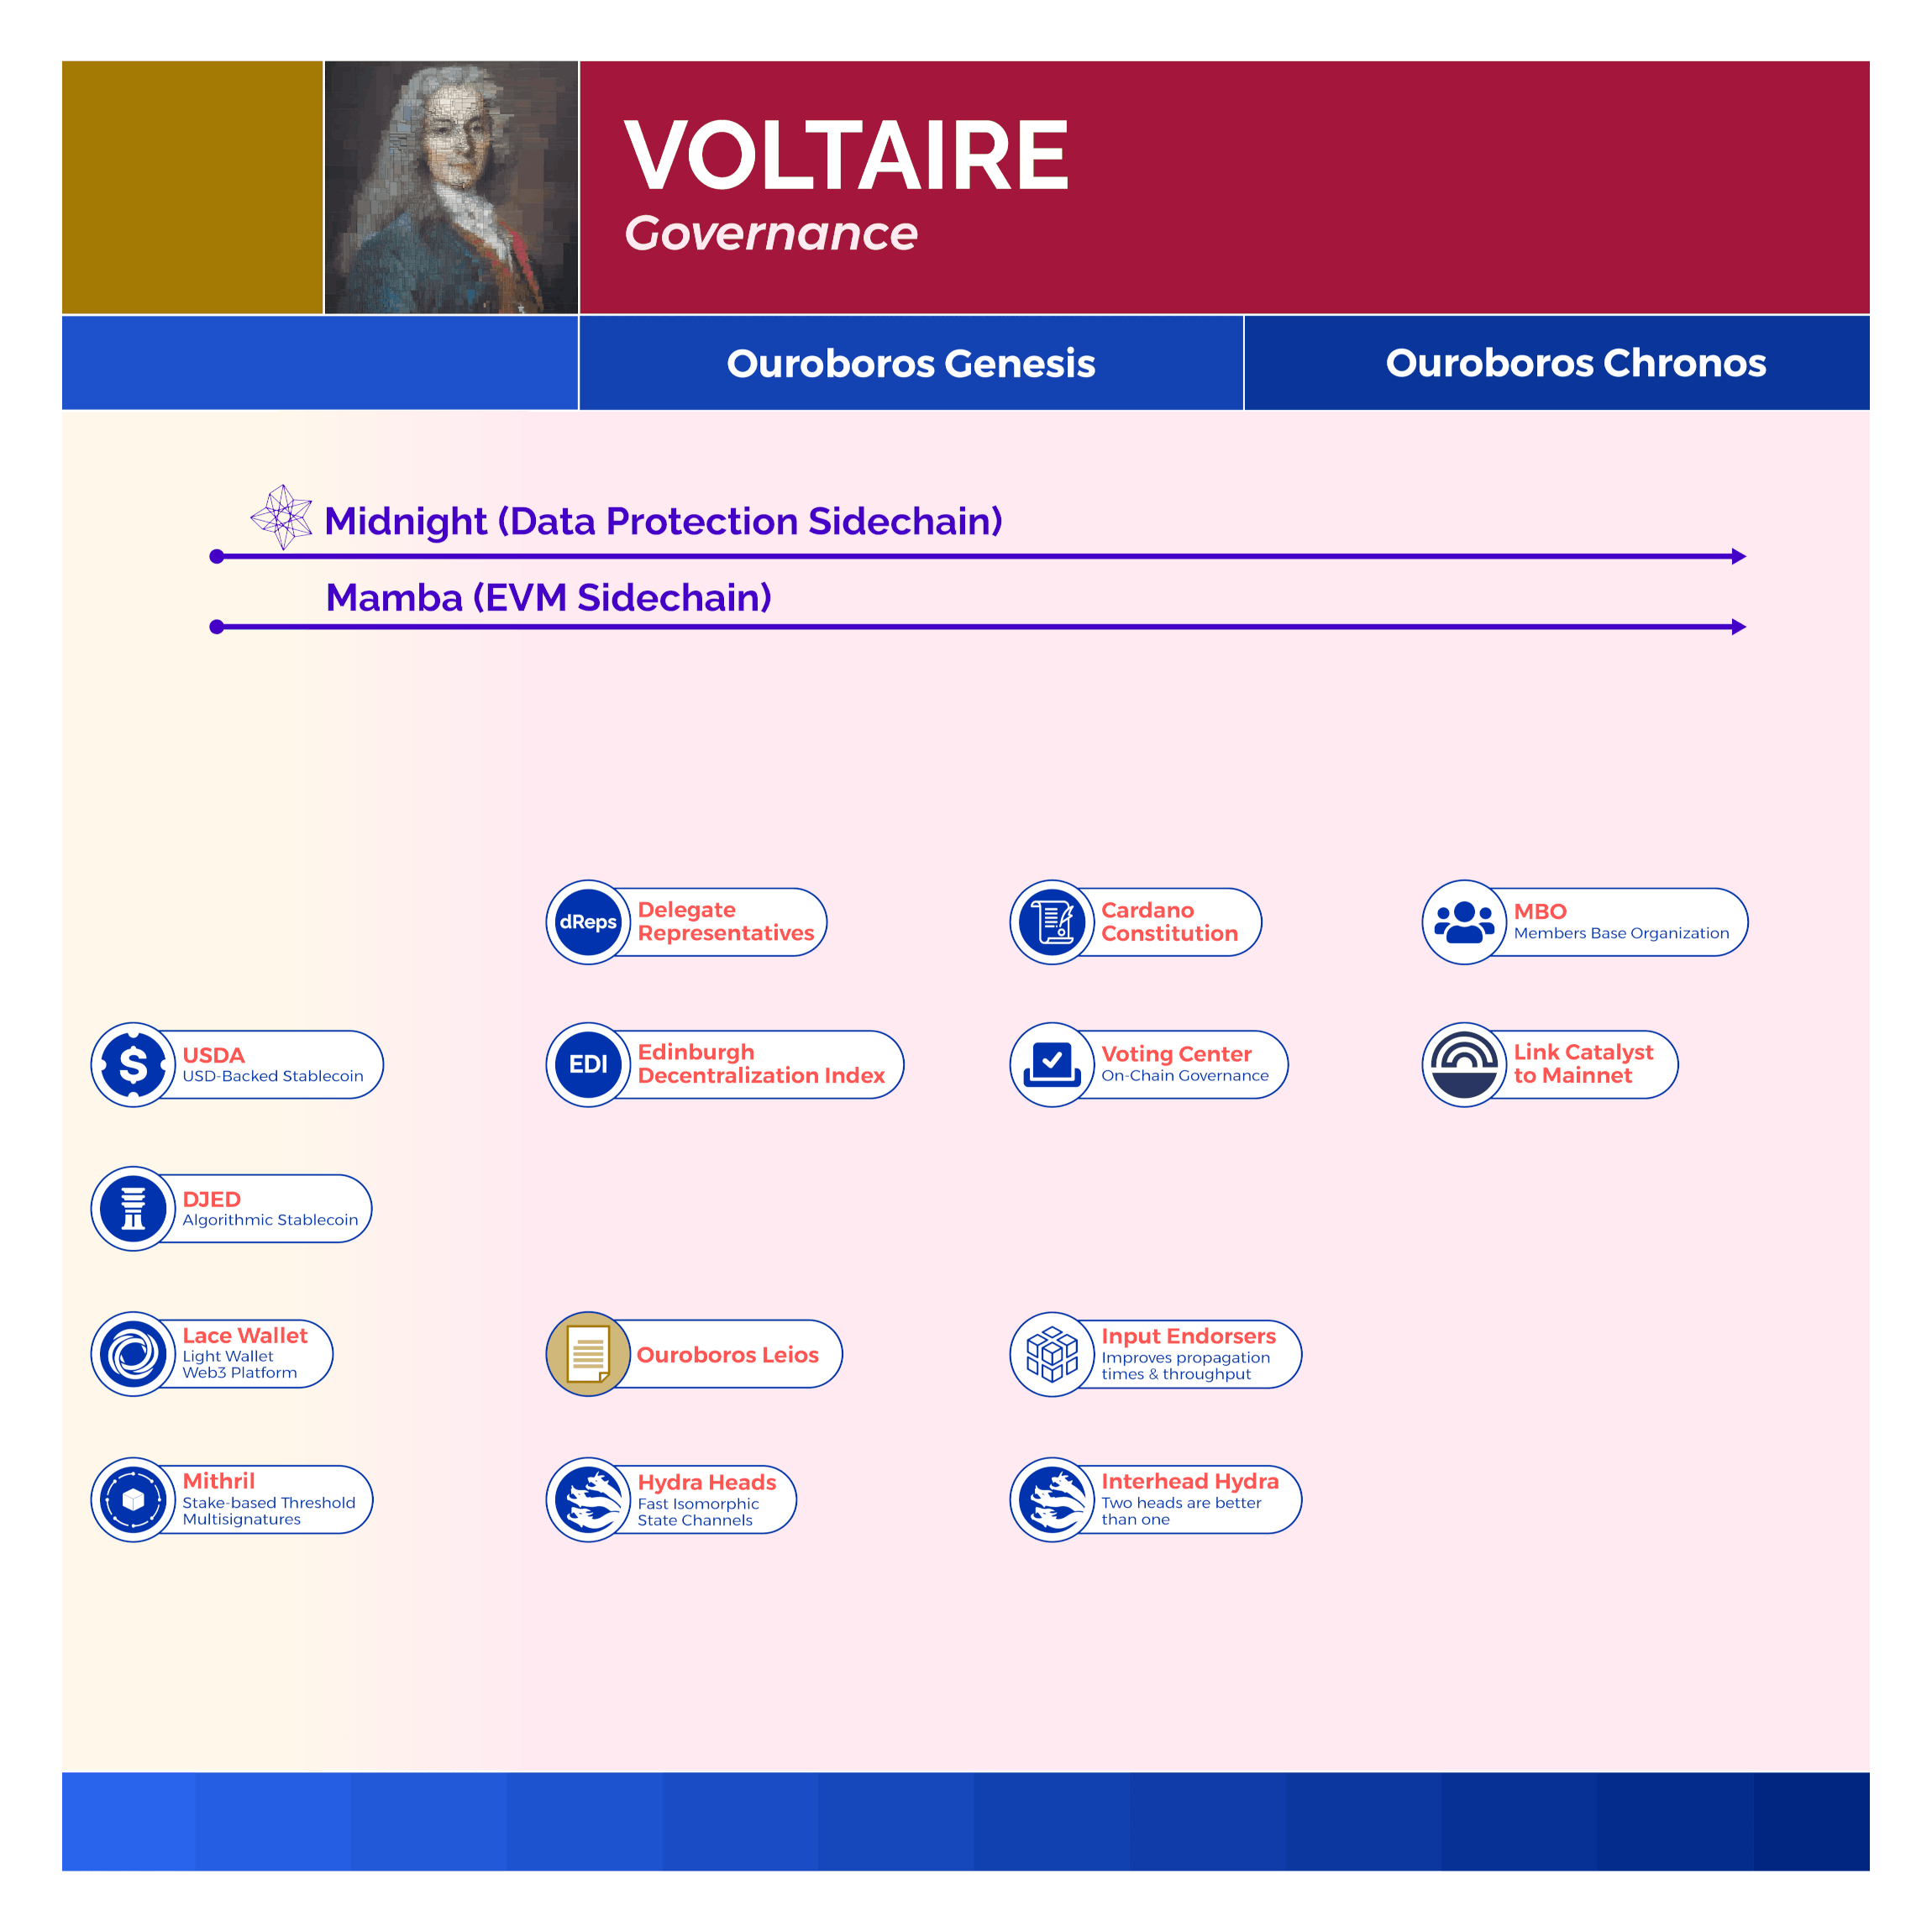 VOLTAIRE
Governance
Ouroboros Genesis
Ouroboros Chronos
Midnight (Data Protection Sidechain)
Mamba (EVM Sidechain)
dReps
Delegate
Representatives
Cardano
Constitution
MBO
Members Base Organization
USDA
USD-Backed Stablecoin
EDI
Edinburgh
Decentralization Index
Voting Center
On-Chain Governance
Link Catalyst
to Mainnet
DJED
Algorithmic Stablecoin
Lace Wallet
Light Wallet
Web3 Platform
Ouroboros Leios
Input Endorsers
Improves propagation
times & throughput
Mithril
Stake-based Threshold
Multisignatures
Hydra Heads
Fast Isomorphic
State Channels
Interhead Hydra
Two heads are better
than one